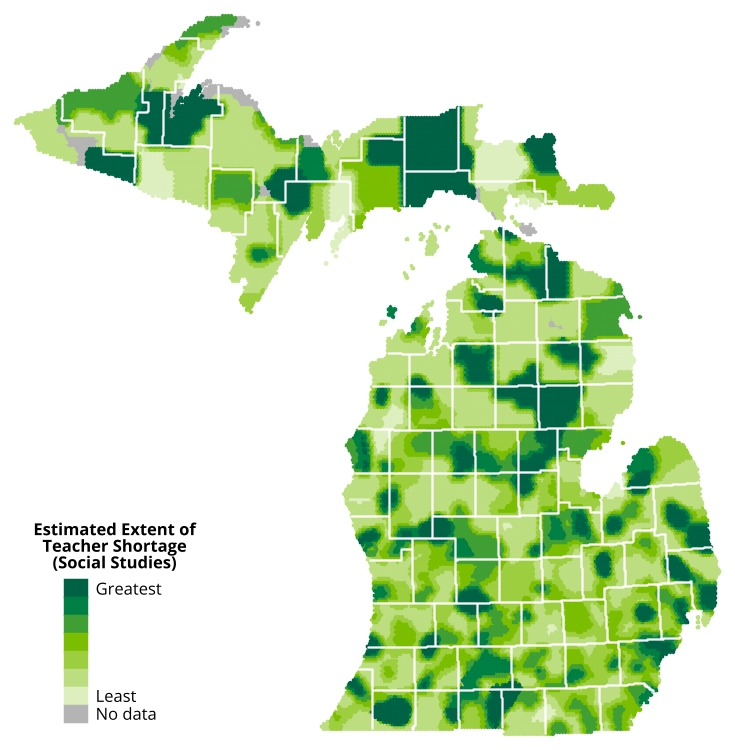 Estimated Extent of
Teacher Shortage
(Social Studies)
Greatest
Least
No data